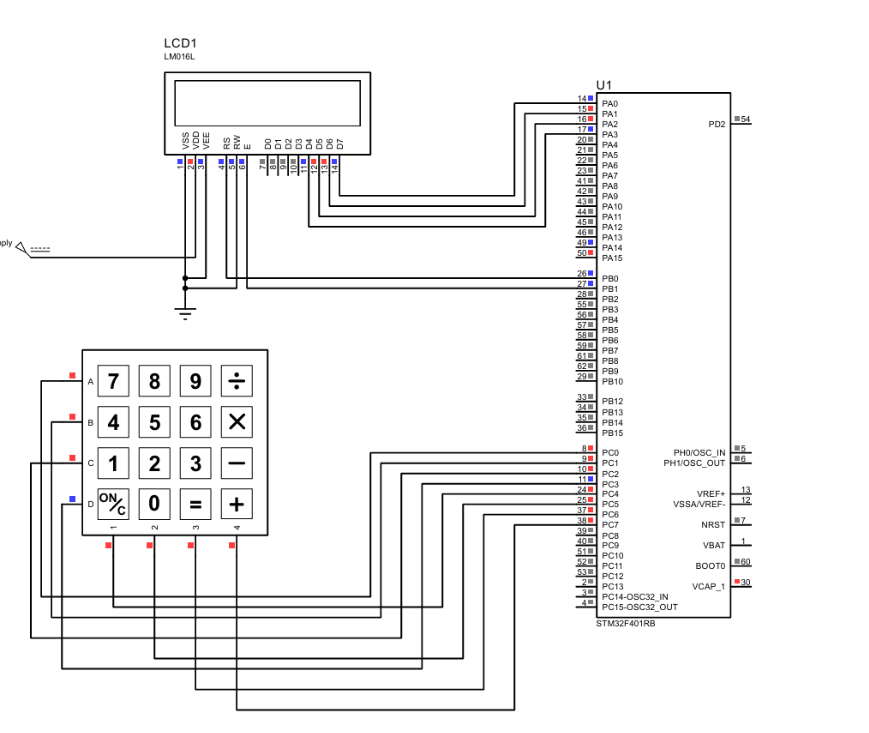 LCD1
LM016L
VSS
VDD
VEE
RS
RW
E
D0
D1
D2
D3
D4
D5
D6
D7
1
2
3
4
5
6
7
8
9
10
11
12
13
14
ply
U1
14 PA0
15 PA1
16 PA2
17 PA3
20 PA4
21 PA5
22 PA6
23 PA7
41 PA8
42 PA9
43 PA10
44 PA11
45 PA12
46 PA13
49 PA14
50 PA15
26 PB0
27 PB1
28 PB2
55 PB3
56 PB4
57 PB5
58 PB6
59 PB7
61 PB8
62 PB9
29 PB10
33 PB12
34 PB13
35 PB14
36 PB15
8 PC0
9 PC1
10 PC2
11 PC3
24 PC4
25 PC5
37 PC6
38 PC7
39 PC8
40 PC9
51 PC10
52 PC11
53 PC12
2 PC13
3 PC14-OSC32_IN
4 PC15-OSC32_OUT
PD2 54
PH0/OSC_IN 5
PH1/OSC_OUT 6
VREF+ 13
VSSA/VREF- 12
NRST 7
VBAT 1
BOOT0 60
VCAP_1 30
STM32F401RB
A 7 8 9 ÷
B 4 5 6 ×
C 1 2 3 −
D ON/C 0 = +
1 2 3 4